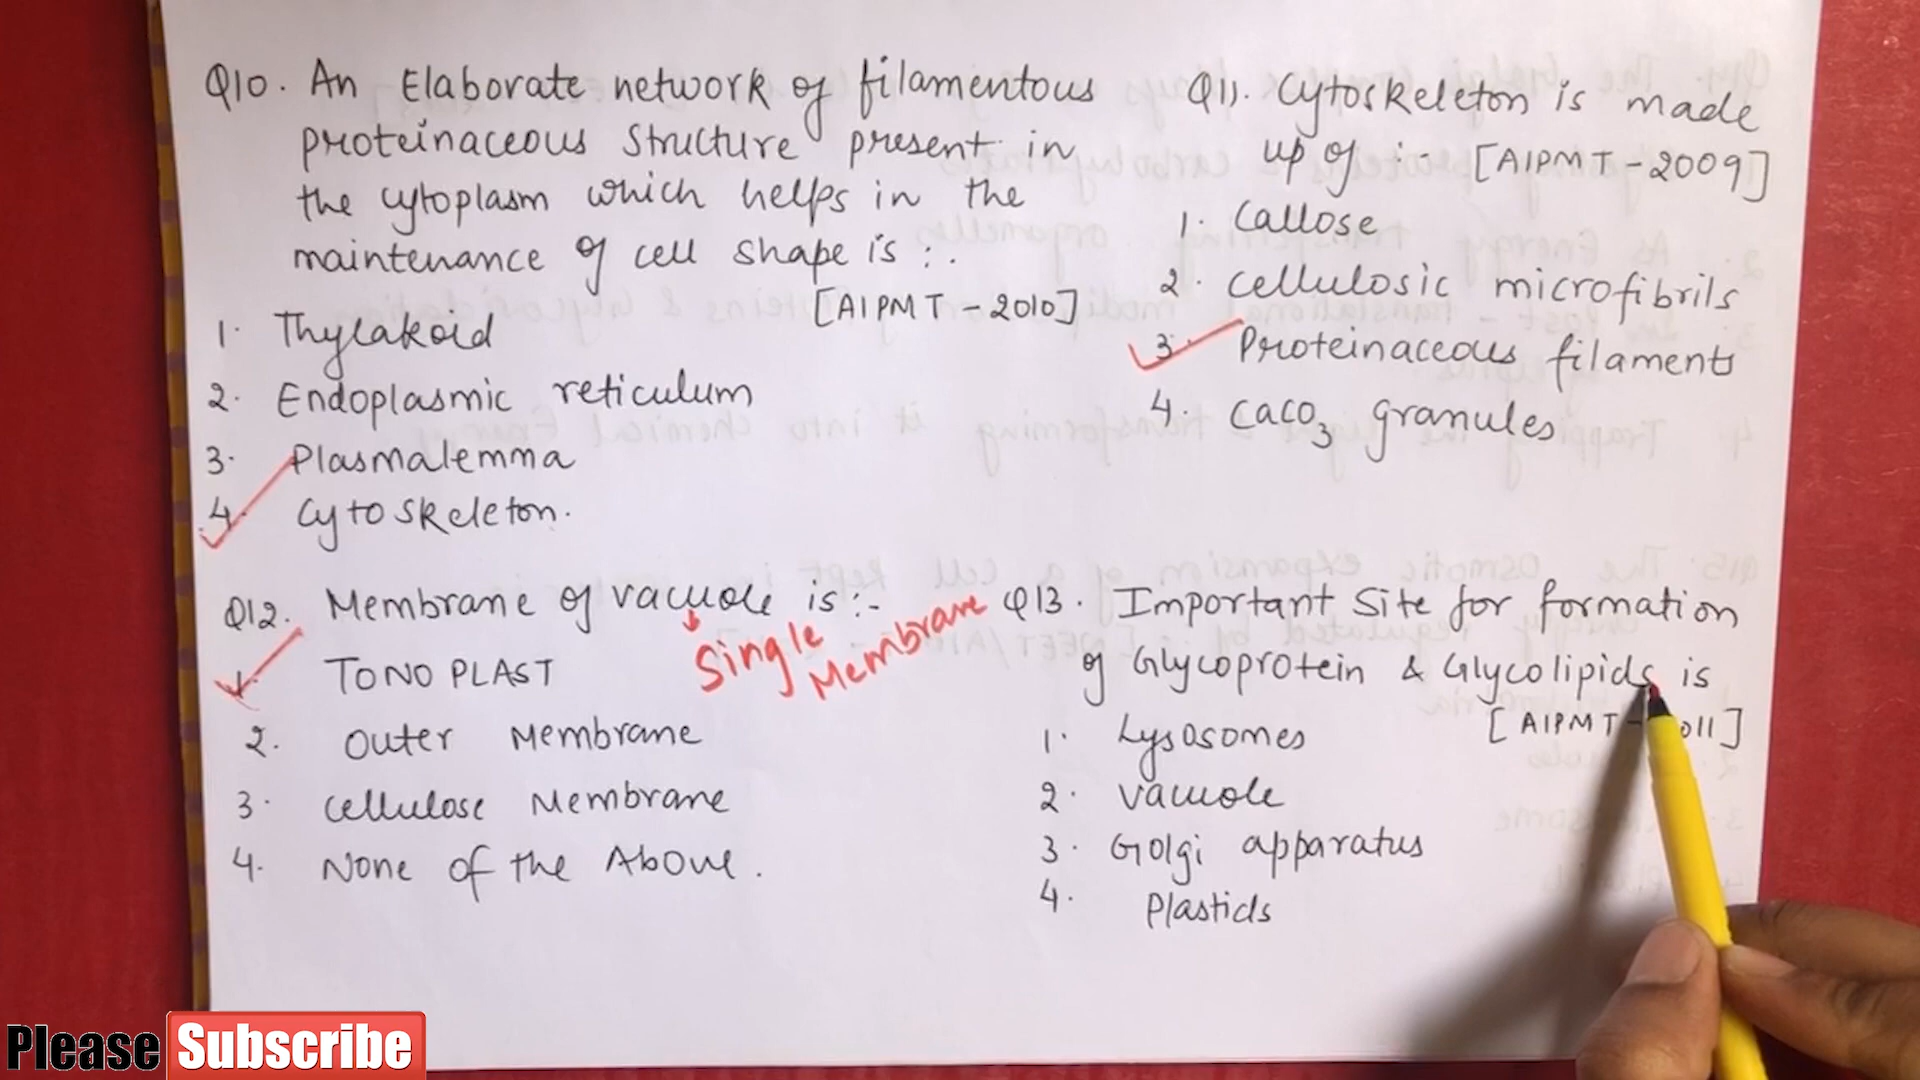 Q10. An Elaborate network of filamentous
proteinaceous structure present in
the cytoplasm which helps in the
maintenance of cell shape is :.
[AIPMT - 2010]
1. Thylakoid
2. Endoplasmic reticulum
3. Plasmalemma
4. Cytoskeleton.
Q11. Cytoskeleton is made
up of :- [AIPMT - 2009]
1. Callose
2. Cellulosic microfibrils
3. Proteinaceous filaments
4. CaCO3 granules
Q12. Membrane of vacuole is :-
Single Membrane
1. TONOPLAST
2. Outer Membrane
3. Cellulose Membrane
4. None of the Above.
Q13. Important Site for formation
of Glycoprotein & Glycolipids is
[AIPMT - 011]
1. Lysosomes
2. Vacuole
3. Golgi apparatus
4. Plastids
Please Subscribe